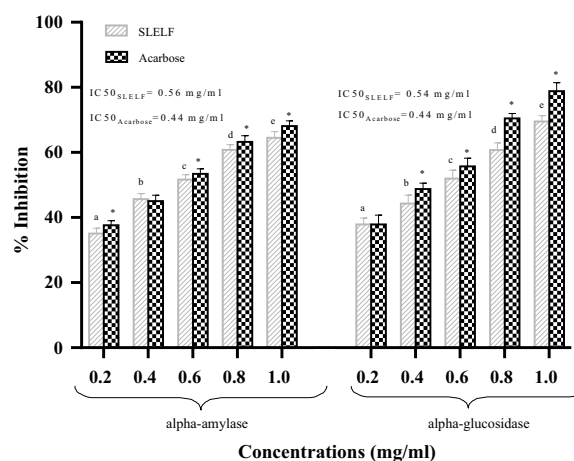 100
80
60
40
20
0
% Inhibition
SLELF
Acarbose
IC50SLELF= 0.56 mg/ml
IC50Acarbose=0.44 mg/ml
IC50SLELF= 0.54 mg/ml
IC50Acarbose=0.44 mg/ml
a * b c * d * e *
a b * c * d * e *
0.2 0.4 0.6 0.8 1.0 0.2 0.4 0.6 0.8 1.0
alpha-amylase alpha-glucosidase
Concentrations (mg/ml)